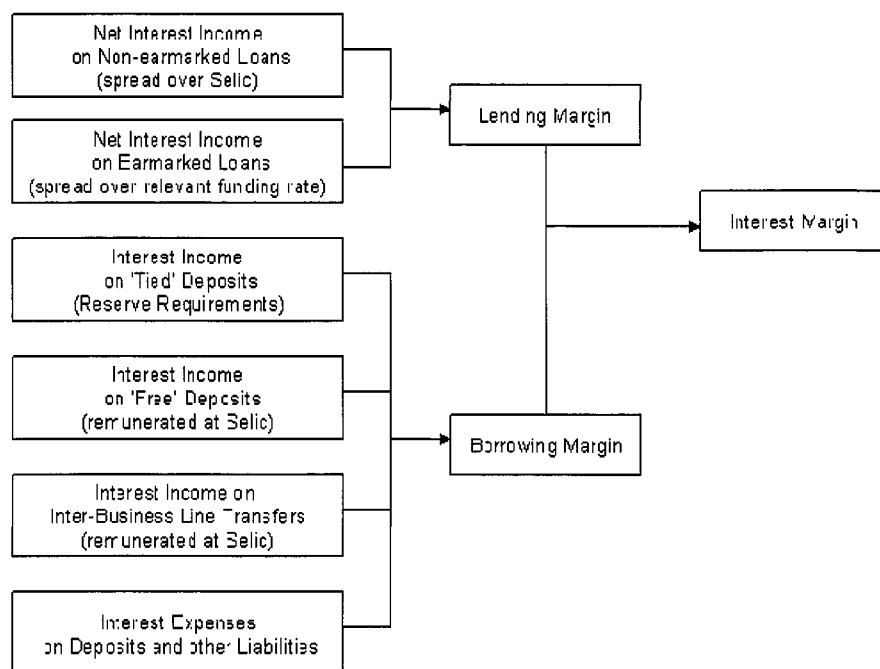 Net Interest Income
on Non-earmarked Loans
(spread over Selic)
Net Interest Income
on Earmarked Loans
(spread over relevant funding rate)
Interest Income
on 'Tied' Deposits
(Reserve Requirements)
Interest Income
on 'Free' Deposits
(remunerated at Selic)
Interest Income on
Inter-Business Line Transfers
(remunerated at Selic)
Interest Expenses
on Deposits and other Liabilities
Lending Margin
Borrowing Margin
Interest Margin